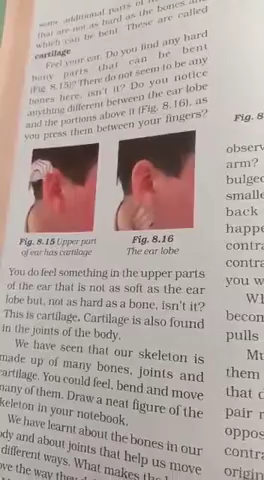 some additional parts of
that are not as hard as the bones and
which can be bent. These are called
cartilage
Feel your ear. Do you find any hard
bony parts that can be bent
(Fig. 8.15)? There do not seem to be any
bones here, isn't it? Do you notice
anything different between the ear lobe
and the portions above it (Fig. 8.16), as
you press them between your fingers?
Fig. 8.15 Upper part
of ear has cartilage
Fig. 8.16
The ear lobe
You do feel something in the upper parts
of the ear that is not as soft as the ear
lobe but, not as hard as a bone, isn't it?
This is cartilage. Cartilage is also found
in the joints of the body.
We have seen that our skeleton is
made up of many bones, joints and
cartilage. You could feel, bend and move
many of them. Draw a neat figure of the
skeleton in your notebook.
We have learnt about the bones in our
body and about joints that help us move
different ways. What makes the
move the way they
Fig. 8
observ
arm?
bulged
smalle
back
happe
contra
contra
you w
Wh
becom
pulls
Mu
them
that c
pair r
oppos
contra
origin